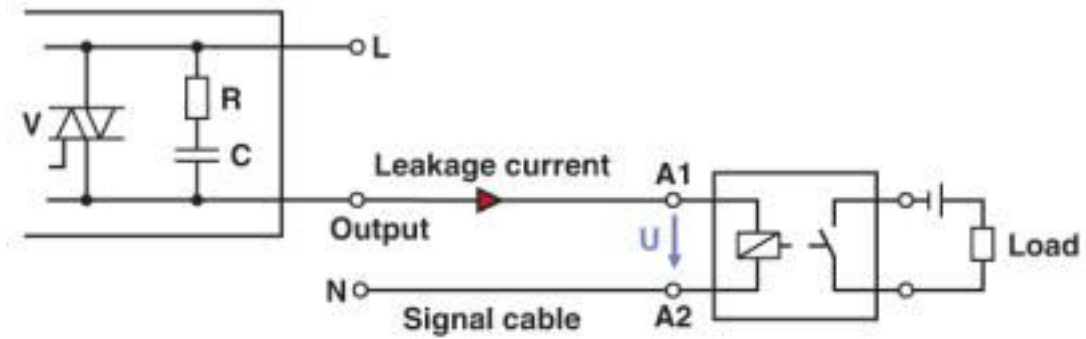 L
V
R
C
Leakage current
A1
Output
U
Load
N
Signal cable
A2